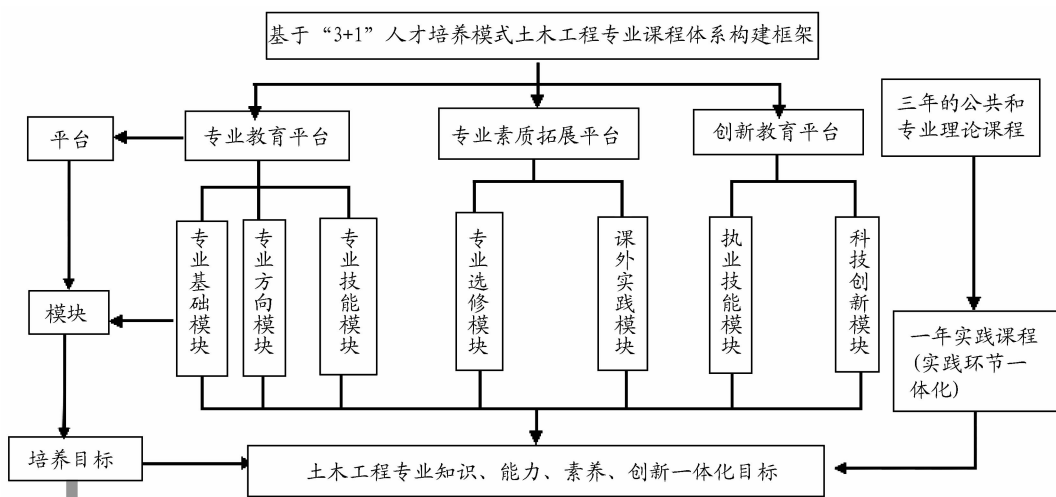 基于“3+1”人才培养模式土木工程专业课程体系构建框架
平台
专业教育平台
专业素质拓展平台
创新教育平台
三年的公共和
专业理论课程
模块
专业基础模块
专业方向模块
专业技能模块
专业选修模块
课外实践模块
执业技能模块
科技创新模块
一年实践课程
(实践环节一
体化)
培养目标
土木工程专业知识、能力、素养、创新一体化目标